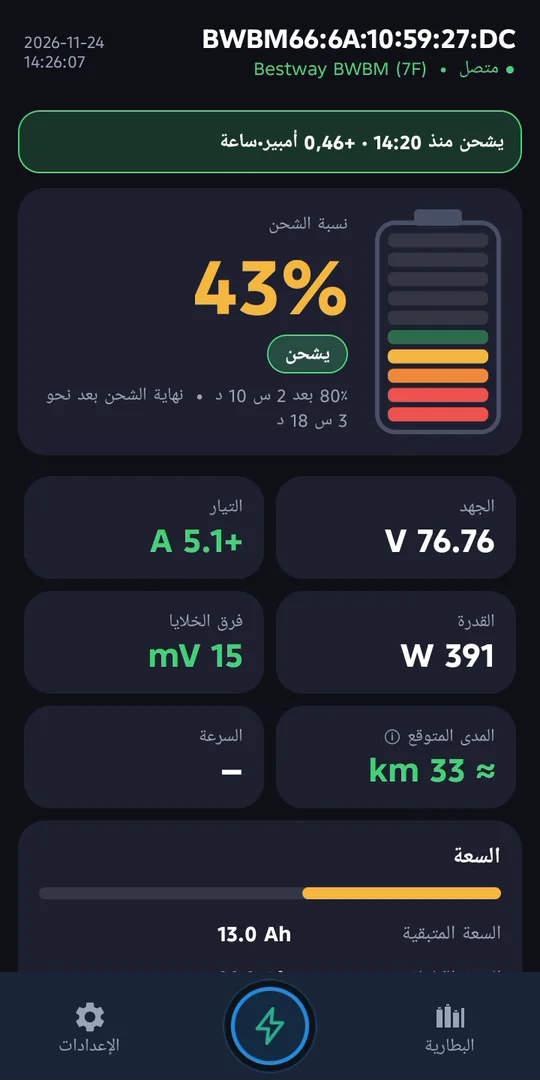 BWBM66:6A:10:59:27:DC
متصل • Bestway BWBM (7F)
2026-11-24
14:26:07
يشحن منذ 14:20 · +0,46 أمبير·ساعة
نسبة الشحن
43%
يشحن
80٪ بعد 2 س 10 د • نهاية الشحن بعد نحو
3 س 18 د
الجهد
76.76 V
التيار
+5.1 A
القدرة
391 W
فرق الخلايا
15 mV
المدى المتوقع ⓘ
≈ 33 km
السرعة
–
السعة
السعة المتبقية
13.0 Ah
البطارية
الإعدادات